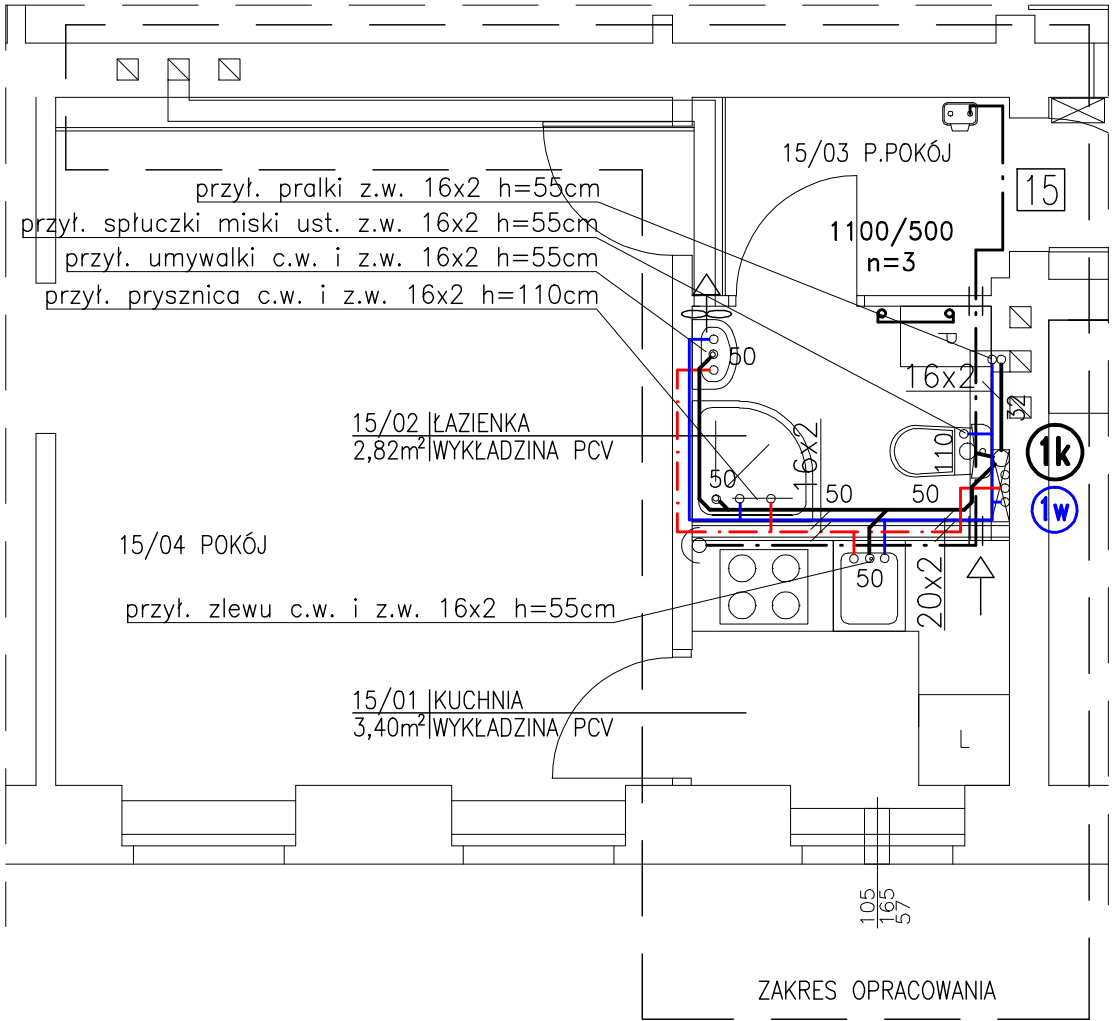 15/03 P.POKÓJ
15
przył. pralki z.w. 16x2 h=55cm
przył. spłuczki miski ust. z.w. 16x2 h=55cm
1100/500
n=3
przył. umywalki c.w. i z.w. 16x2 h=55cm
przył. prysznica c.w. i z.w. 16x2 h=110cm
P
50
16x2
32
15/02 ŁAZIENKA
2,82m² WYKŁADZINA PCV
16x2
110
P
1k
50
50
50
1w
15/04 POKÓJ
50
20x2
przył. zlewu c.w. i z.w. 16x2 h=55cm
15/01 KUCHNIA
3,40m² WYKŁADZINA PCV
L
105
165
57
ZAKRES OPRACOWANIA